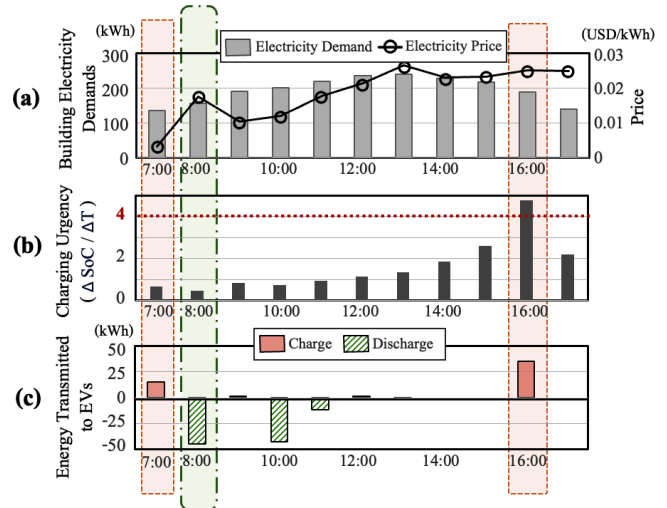 (kWh)
(USD/kWh)
Electricity Demand
Electricity Price
(a)
Building Electricity
Demands
300
200
100
0
0.03
0.02
0.01
0
Price
7:00
8:00
10:00
12:00
14:00
16:00
(b)
Charging Urgency
( Δ SoC / ΔT )
4
2
0
7:00
8:00
10:00
12:00
14:00
16:00
(kWh)
Charge
Discharge
(c)
Energy Transmitted
to EVs
50
25
0
-25
-50
7:00
8:00
10:00
12:00
14:00
16:00